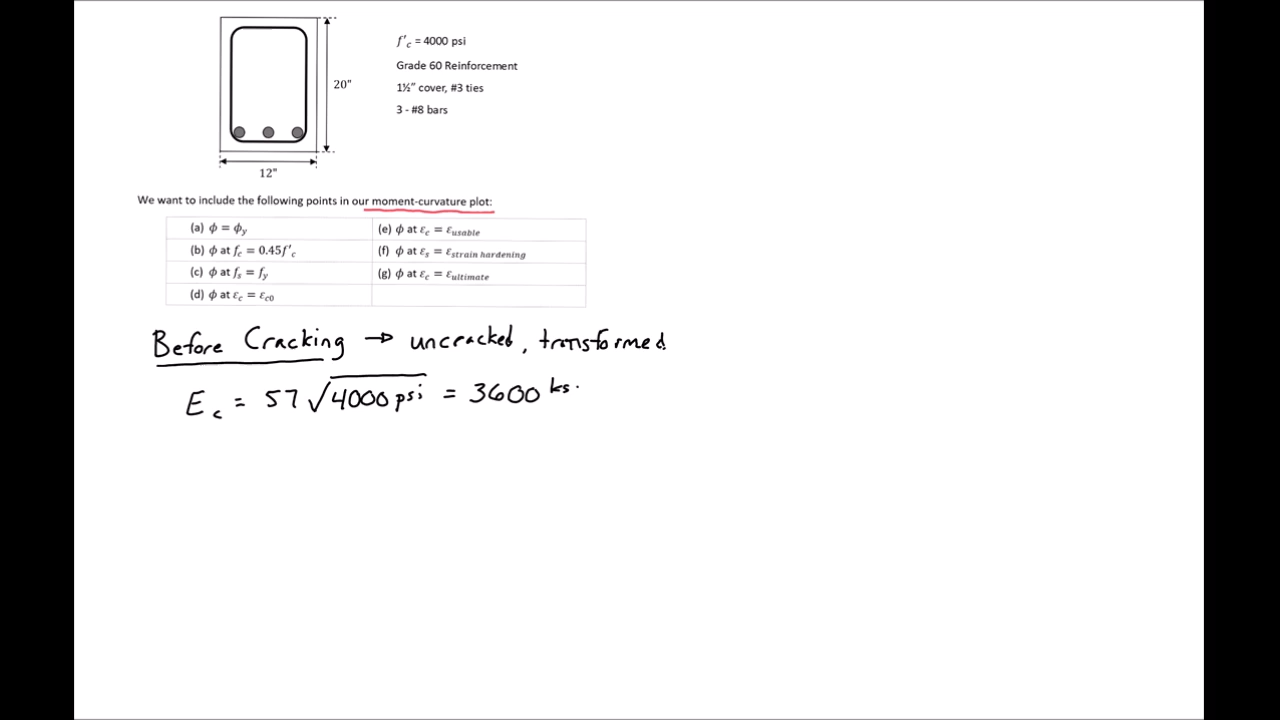 f'c = 4000 psi
Grade 60 Reinforcement
20"
1½" cover, #3 ties
3 - #8 bars
12"
We want to include the following points in our moment-curvature plot:
(a) ϕ = ϕy (e) ϕ at εc = εusable
(b) ϕ at fc = 0.45f'c (f) ϕ at εs = εstrain hardening
(c) ϕ at fs = fy (g) ϕ at εc = εultimate
(d) ϕ at εc = εc0
Before Cracking → uncracked, transformed
Ec = 57√4000 psi = 3600 ks.